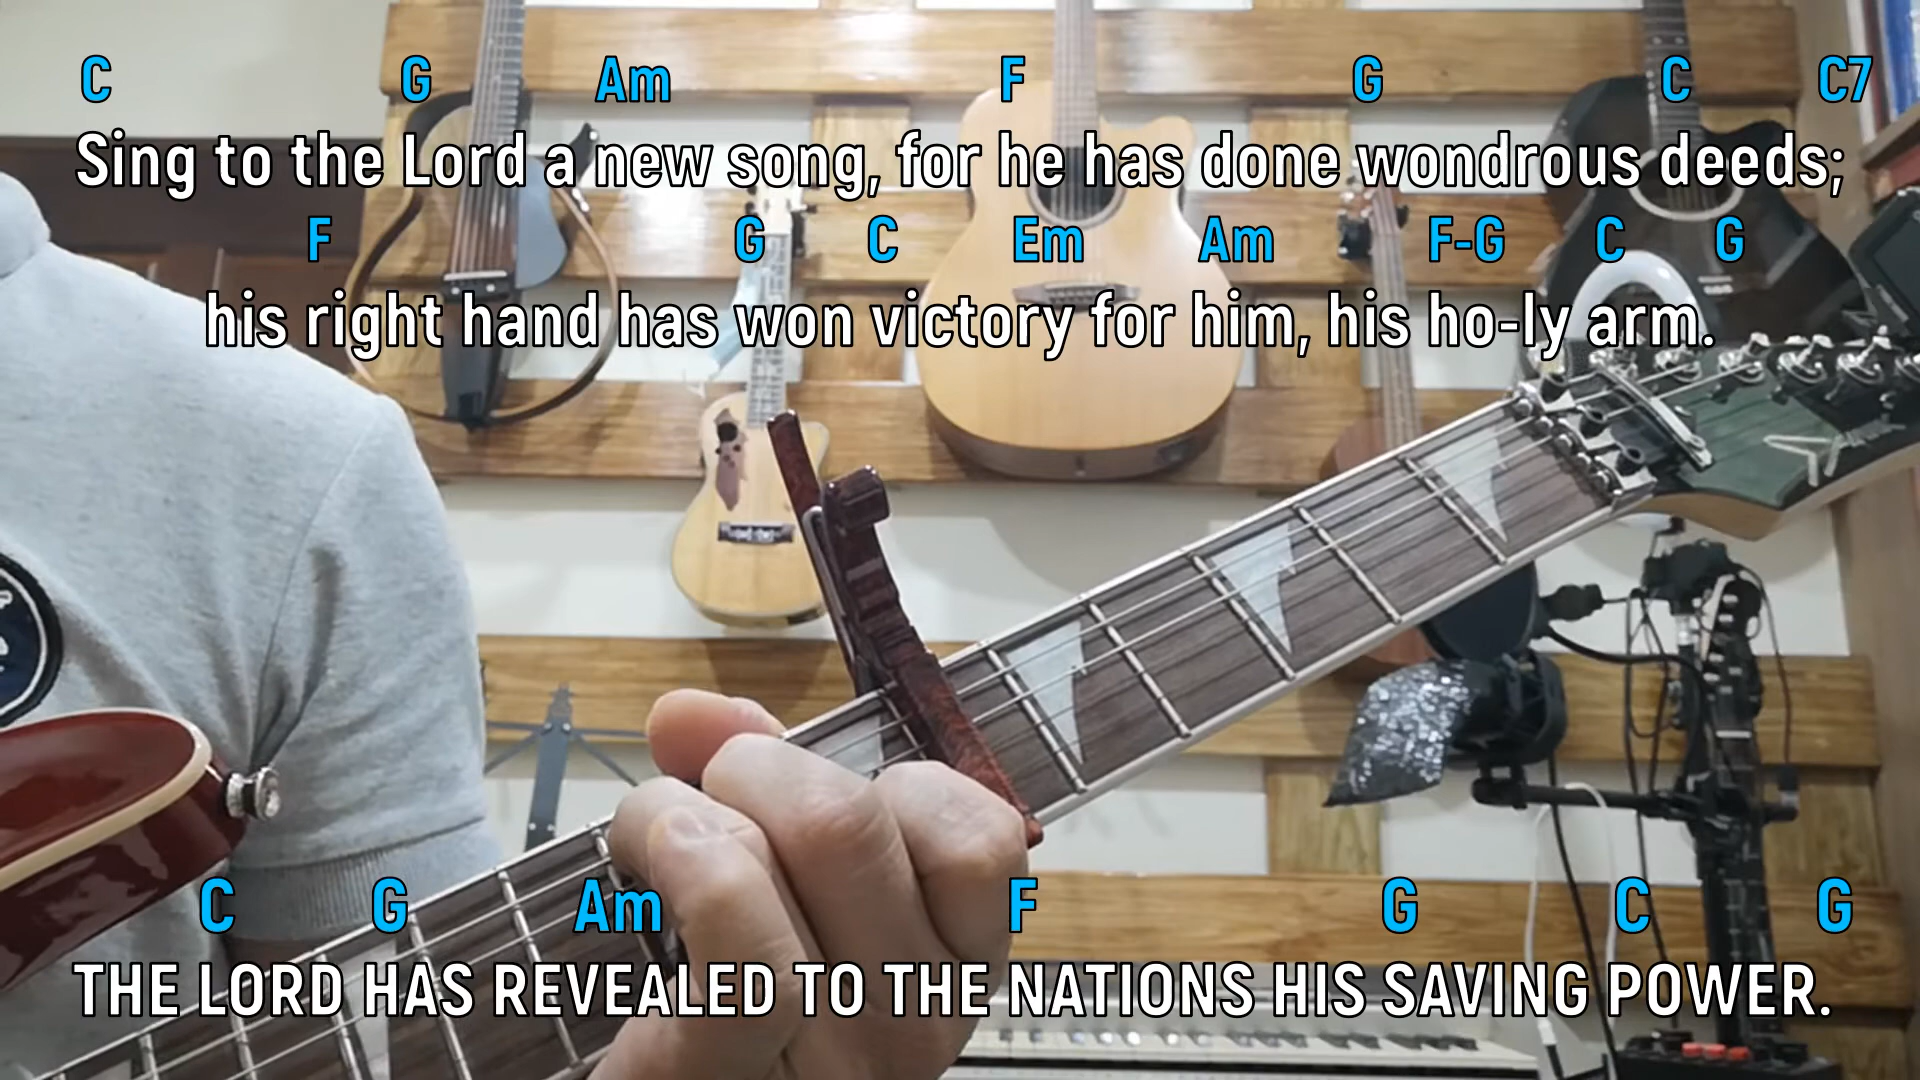 C G Am F G C C7
Sing to the Lord a new song, for he has done wondrous deeds;
F G C Em Am F-G C G
his right hand has won victory for him, his ho-ly arm.
C G Am F G C G
THE LORD HAS REVEALED TO THE NATIONS HIS SAVING POWER.